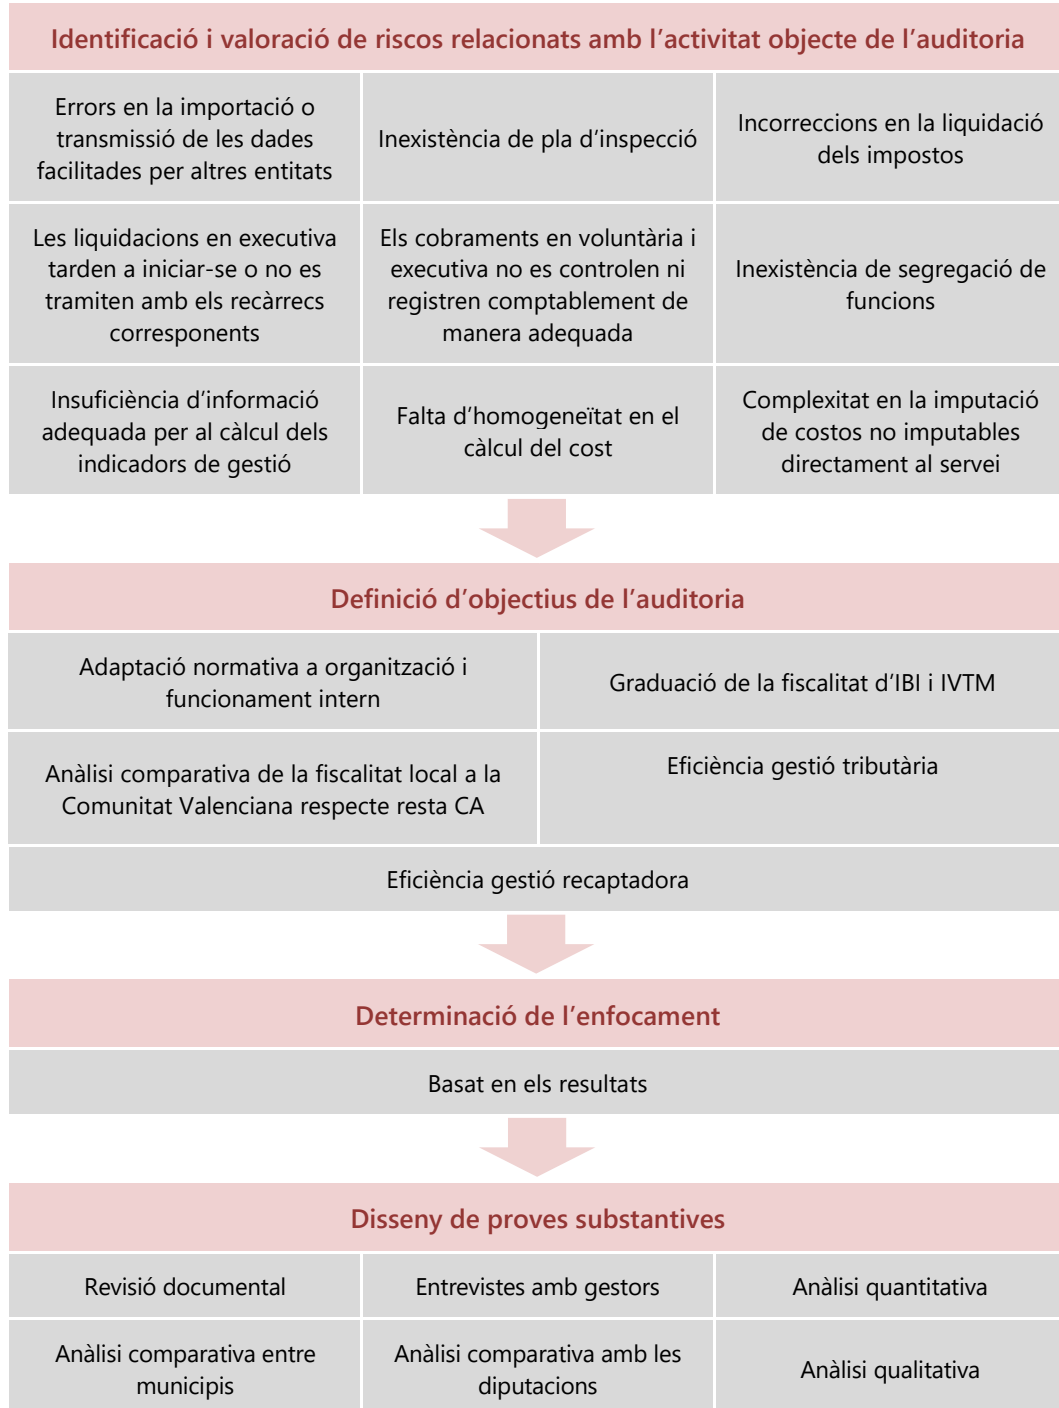 Identificació i valoració de riscos relacionats amb l’activitat objecte de l’auditoria
Errors en la importació o
transmissió de les dades
facilitades per altres entitats
Inexistència de pla d’inspecció
Incorreccions en la liquidació
dels impostos
Les liquidacions en executiva
tarden a iniciar-se o no es
tramiten amb els recàrrecs
corresponents
Els cobraments en voluntària i
executiva no es controlen ni
registren comptablement de
manera adequada
Inexistència de segregació de
funcions
Insuficiència d’informació
adequada per al càlcul dels
indicadors de gestió
Falta d’homogeneïtat en el
càlcul del cost
Complexitat en la imputació
de costos no imputables
directament al servei
Definició d’objectius de l’auditoria
Adaptació normativa a organització i
funcionament intern
Graduació de la fiscalitat d’IBI i IVTM
Anàlisi comparativa de la fiscalitat local a la
Comunitat Valenciana respecte resta CA
Eficiència gestió tributària
Eficiència gestió recaptadora
Determinació de l’enfocament
Basat en els resultats
Disseny de proves substantives
Revisió documental
Entrevistes amb gestors
Anàlisi quantitativa
Anàlisi comparativa entre
municipis
Anàlisi comparativa amb les
diputacions
Anàlisi qualitativa